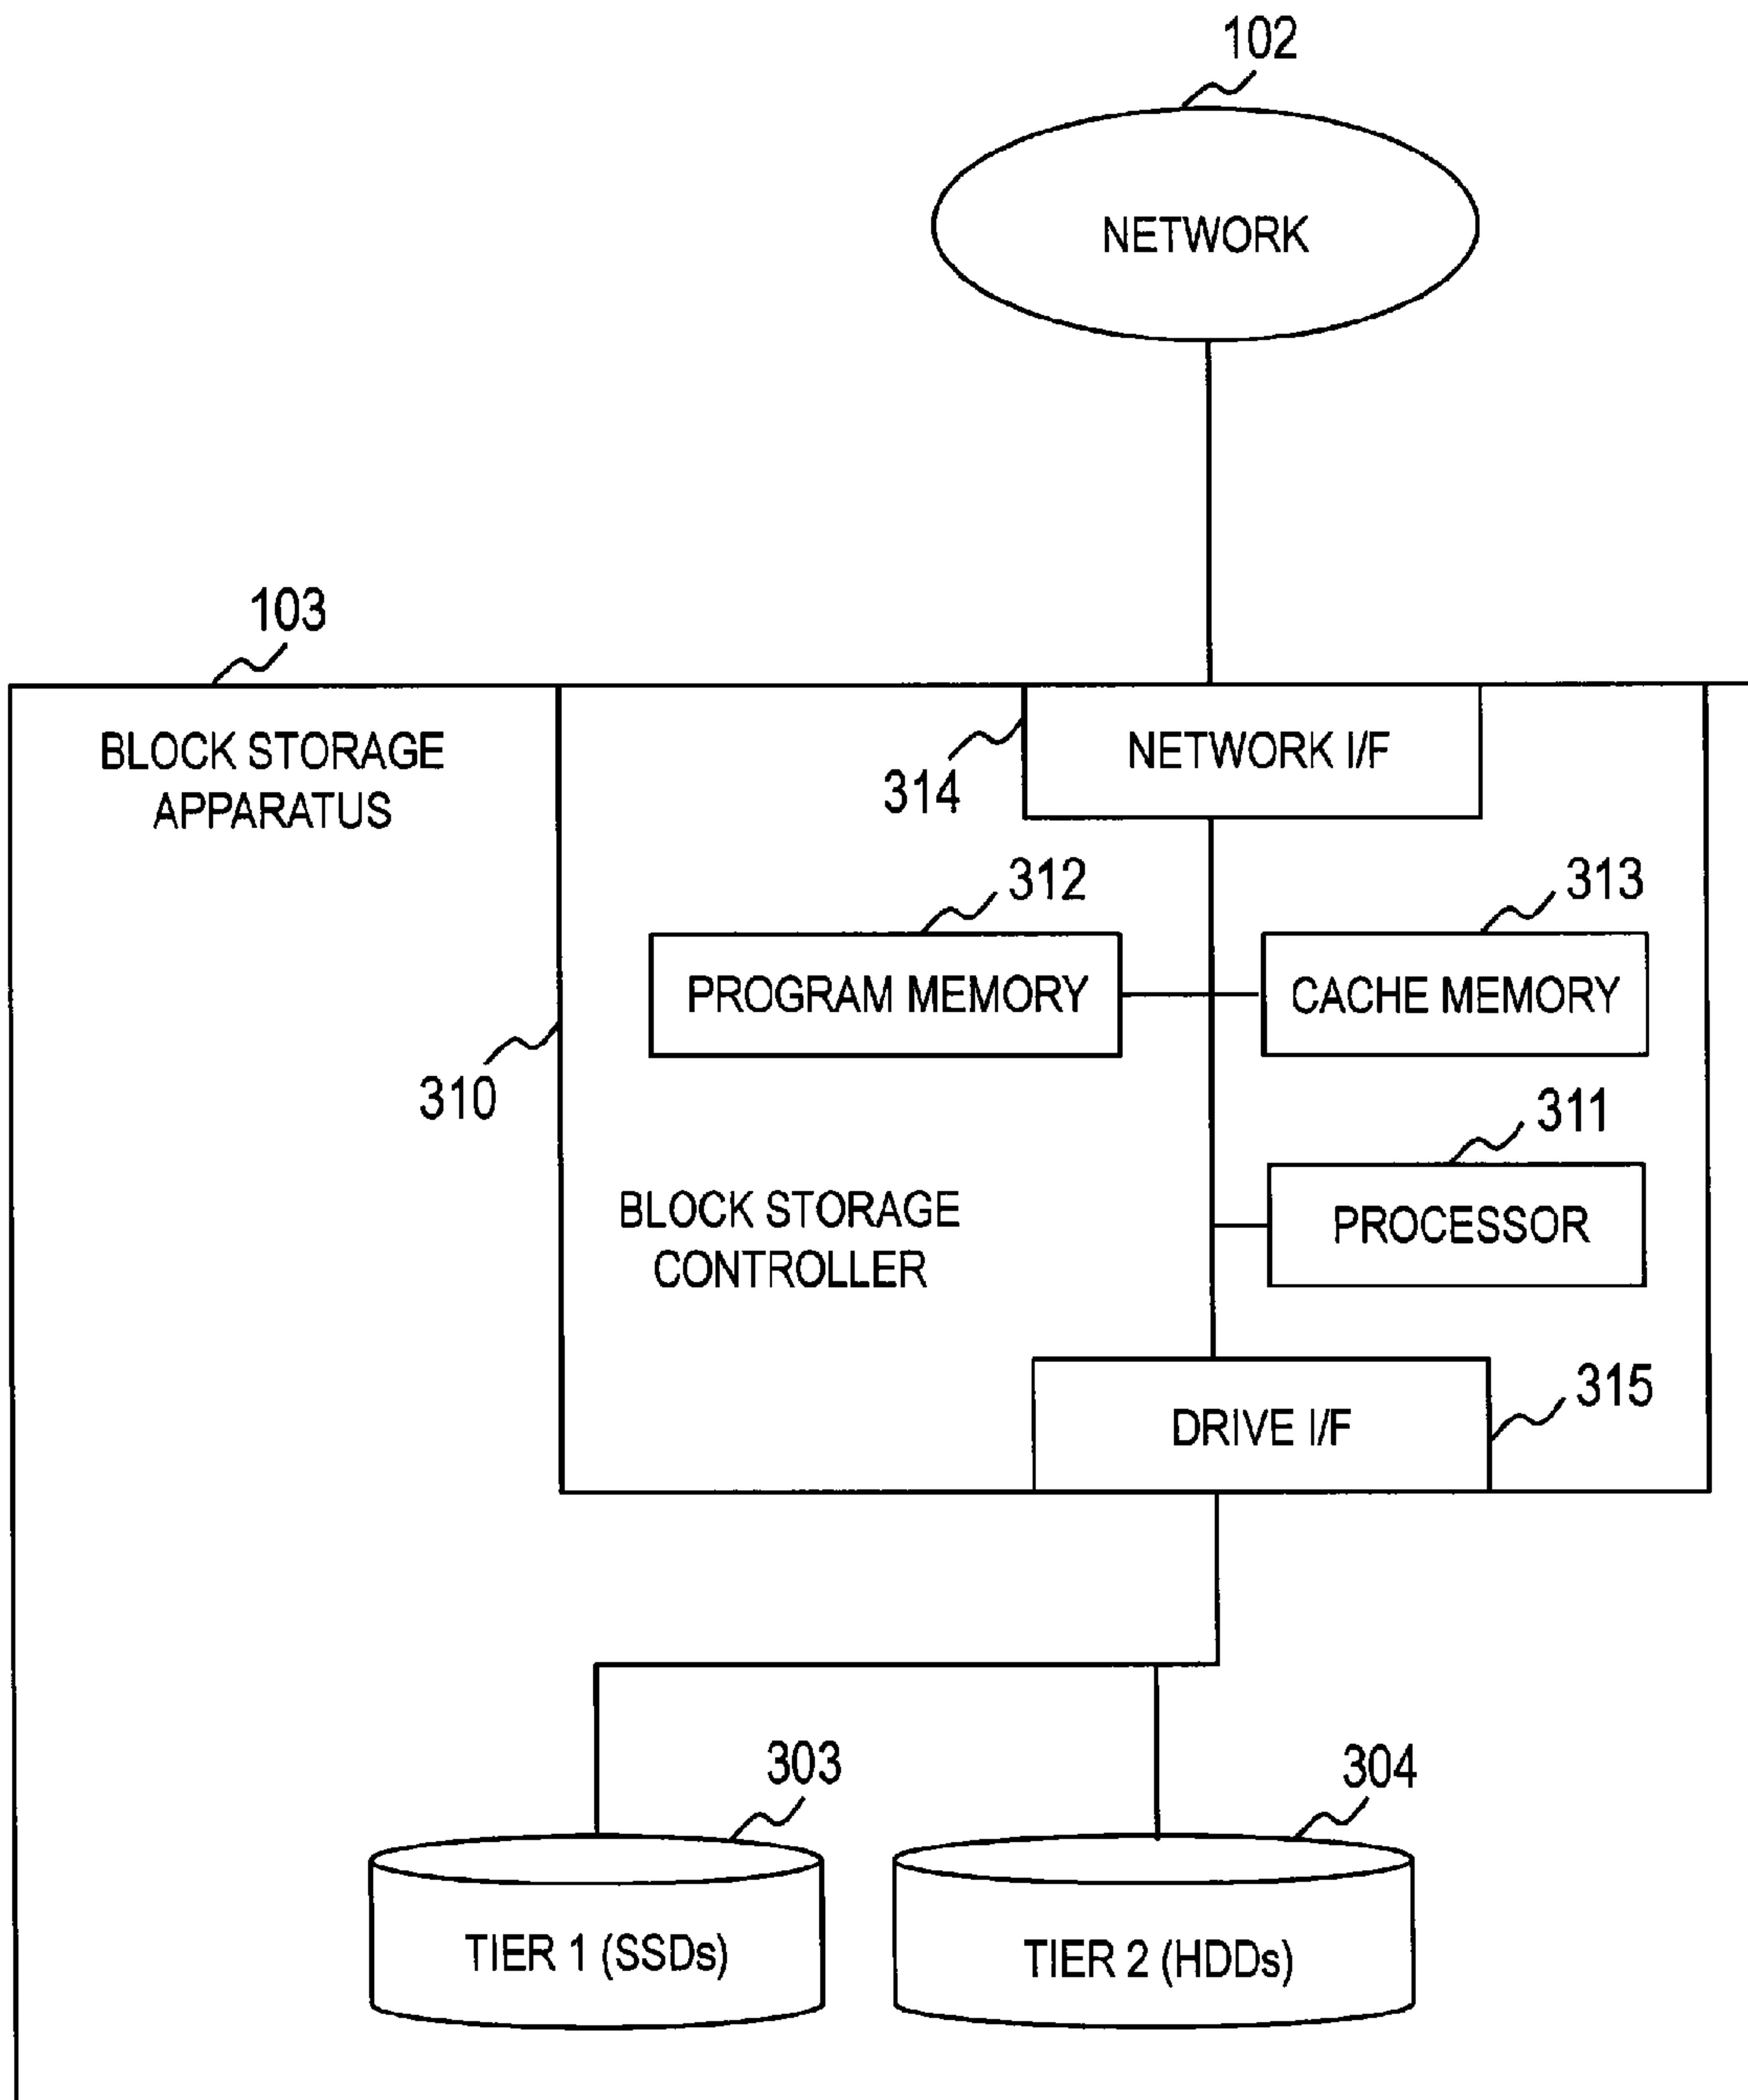 102
NETWORK
103
BLOCK STORAGE
APPARATUS
314
NETWORK I/F
312
PROGRAM MEMORY
313
CACHE MEMORY
310
311
BLOCK STORAGE
CONTROLLER
PROCESSOR
DRIVE I/F
315
303
304
TIER 1 (SSDs)
TIER 2 (HDDs)